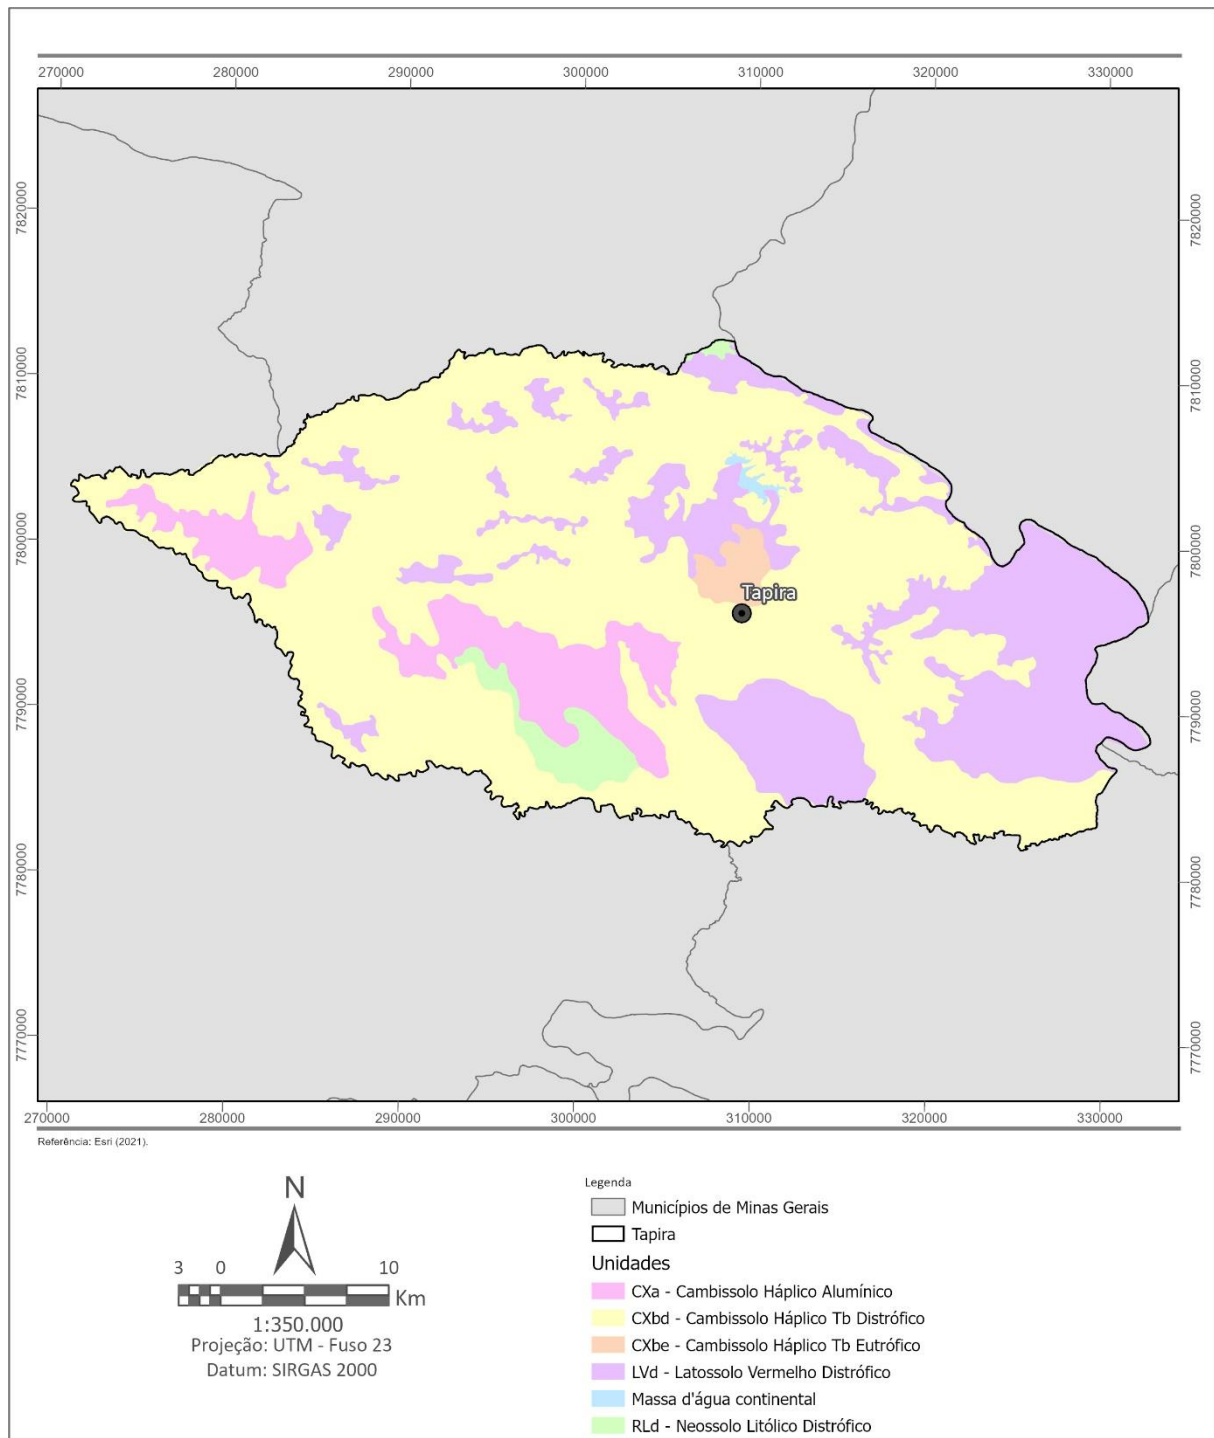 270000 280000 290000 300000 310000 320000 330000
7820000
7820000
7810000
7810000
7800000
7800000
Tapira
7790000
7790000
7780000
7780000
7770000
7770000
270000 280000 290000 300000 310000 320000 330000
Referência: Esri (2021).
N
3 0 10
Km
1:350.000
Projeção: UTM - Fuso 23
Datum: SIRGAS 2000
Legenda
Municípios de Minas Gerais
Tapira
Unidades
CXa - Cambissolo Háplico Alumínico
CXbd - Cambissolo Háplico Tb Distrófico
CXbe - Cambissolo Háplico Tb Eutrófico
LVd - Latossolo Vermelho Distrófico
Massa d'água continental
RLd - Neossolo Litólico Distrófico